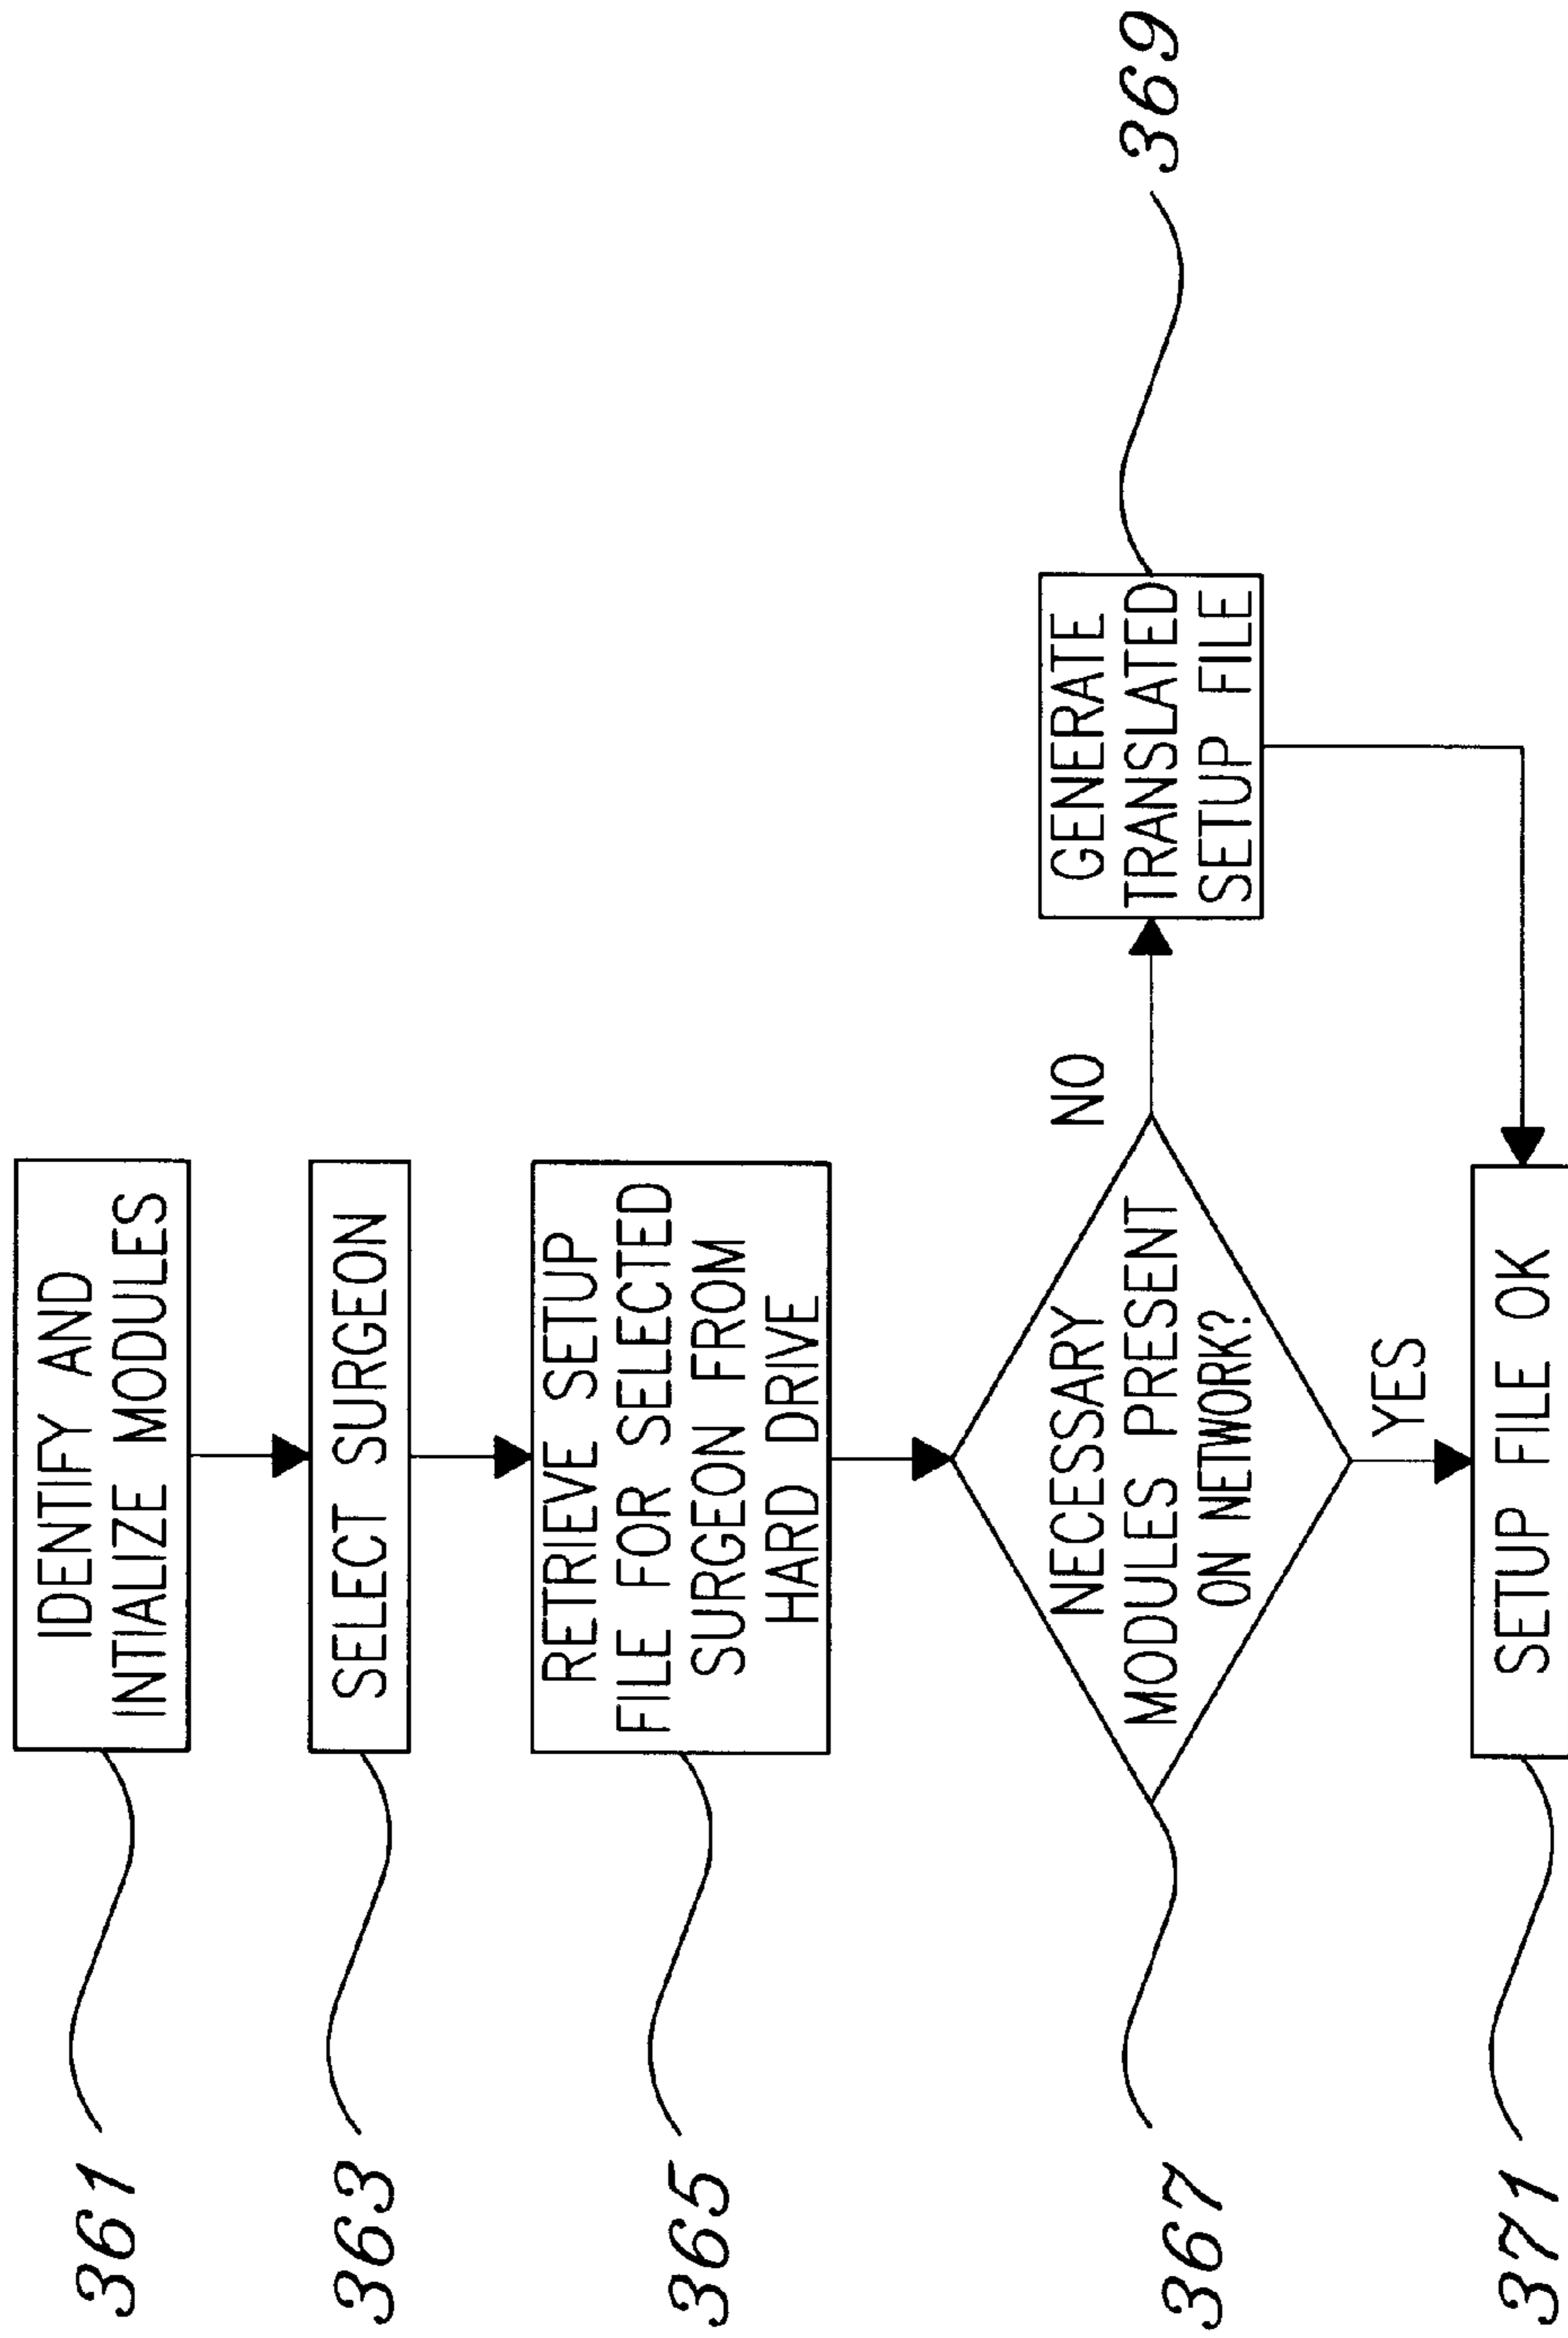 361
IDENTIFY AND
INTIALIZE MODULES
363
SELECT SURGEON
365
RETRIEVE SETUP
FILE FOR SELECTED
SURGEON FROM
HARD DRIVE
367
NECESSARY
MODULES PRESENT
ON NETWORK?
NO
GENERATE
TRANSLATED
SETUP FILE
369
YES
371
SETUP FILE OK